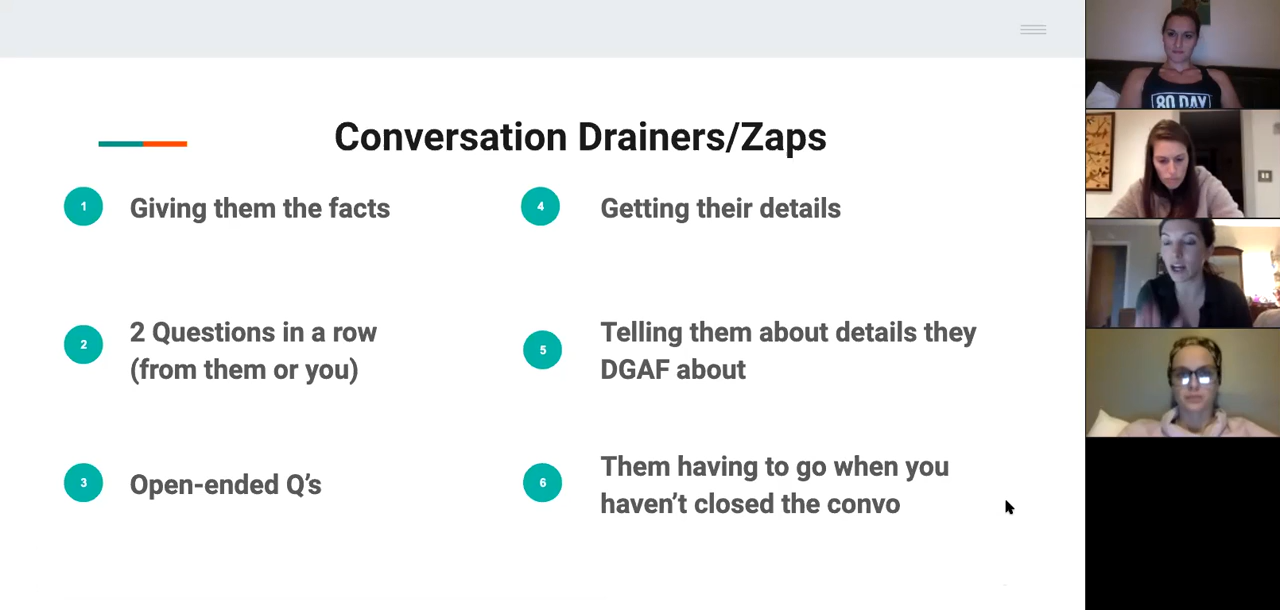 Conversation Drainers/Zaps
1
Giving them the facts
2
2 Questions in a row
(from them or you)
3
Open-ended Q’s
4
Getting their details
5
Telling them about details they
DGAF about
6
Them having to go when you
haven’t closed the convo
80 DAY